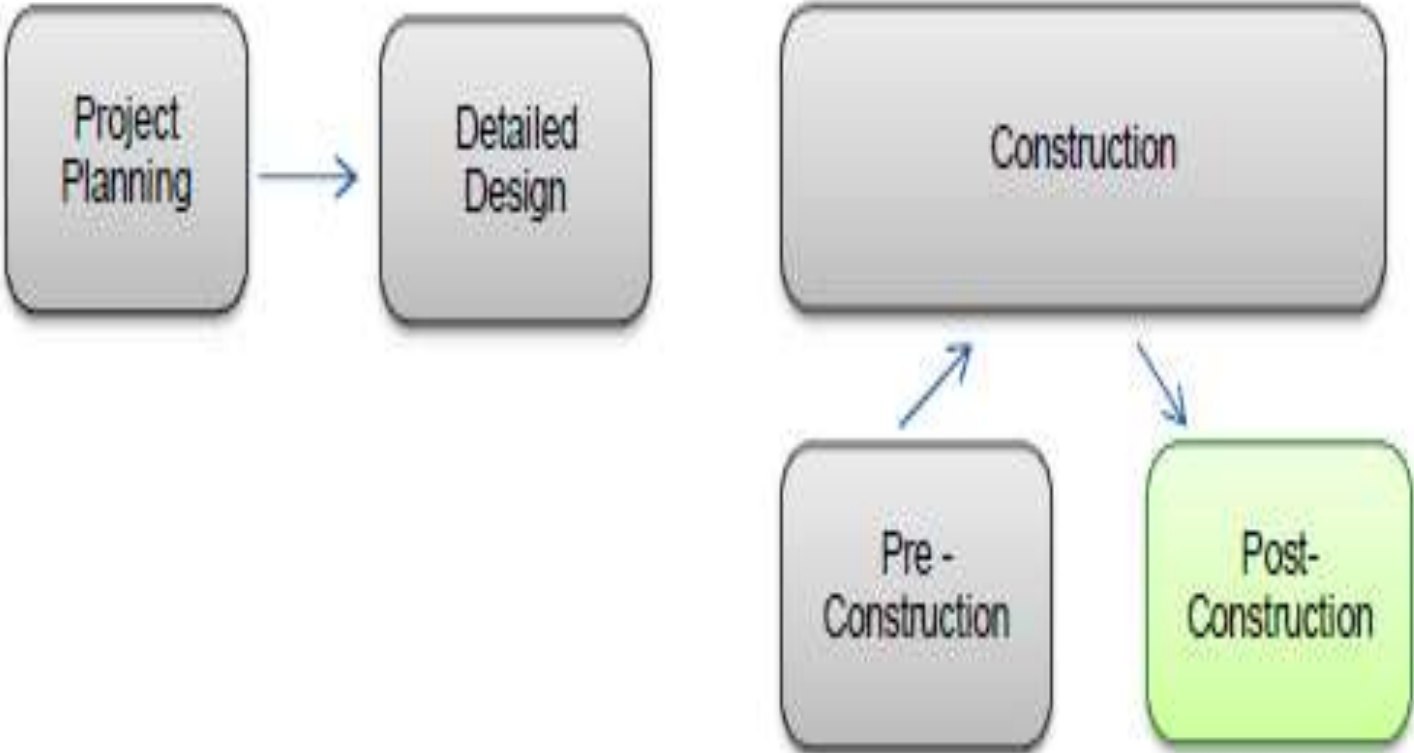 Project
Planning
Detailed
Design
Construction
Pre -
Construction
Post-
Construction